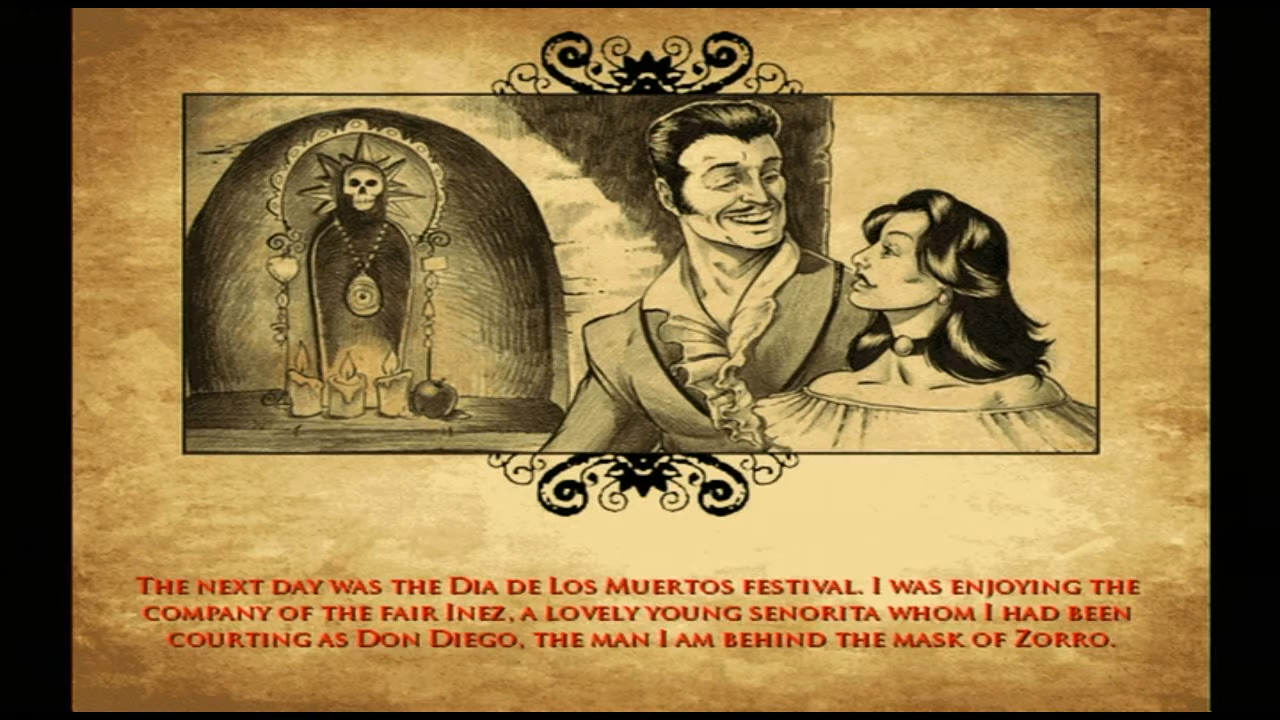 The next day was the Dia de Los Muertos festival. I was enjoying the
company of the fair Inez, a lovely young senorita whom I had been
courting as Don Diego, the man I am behind the mask of Zorro.